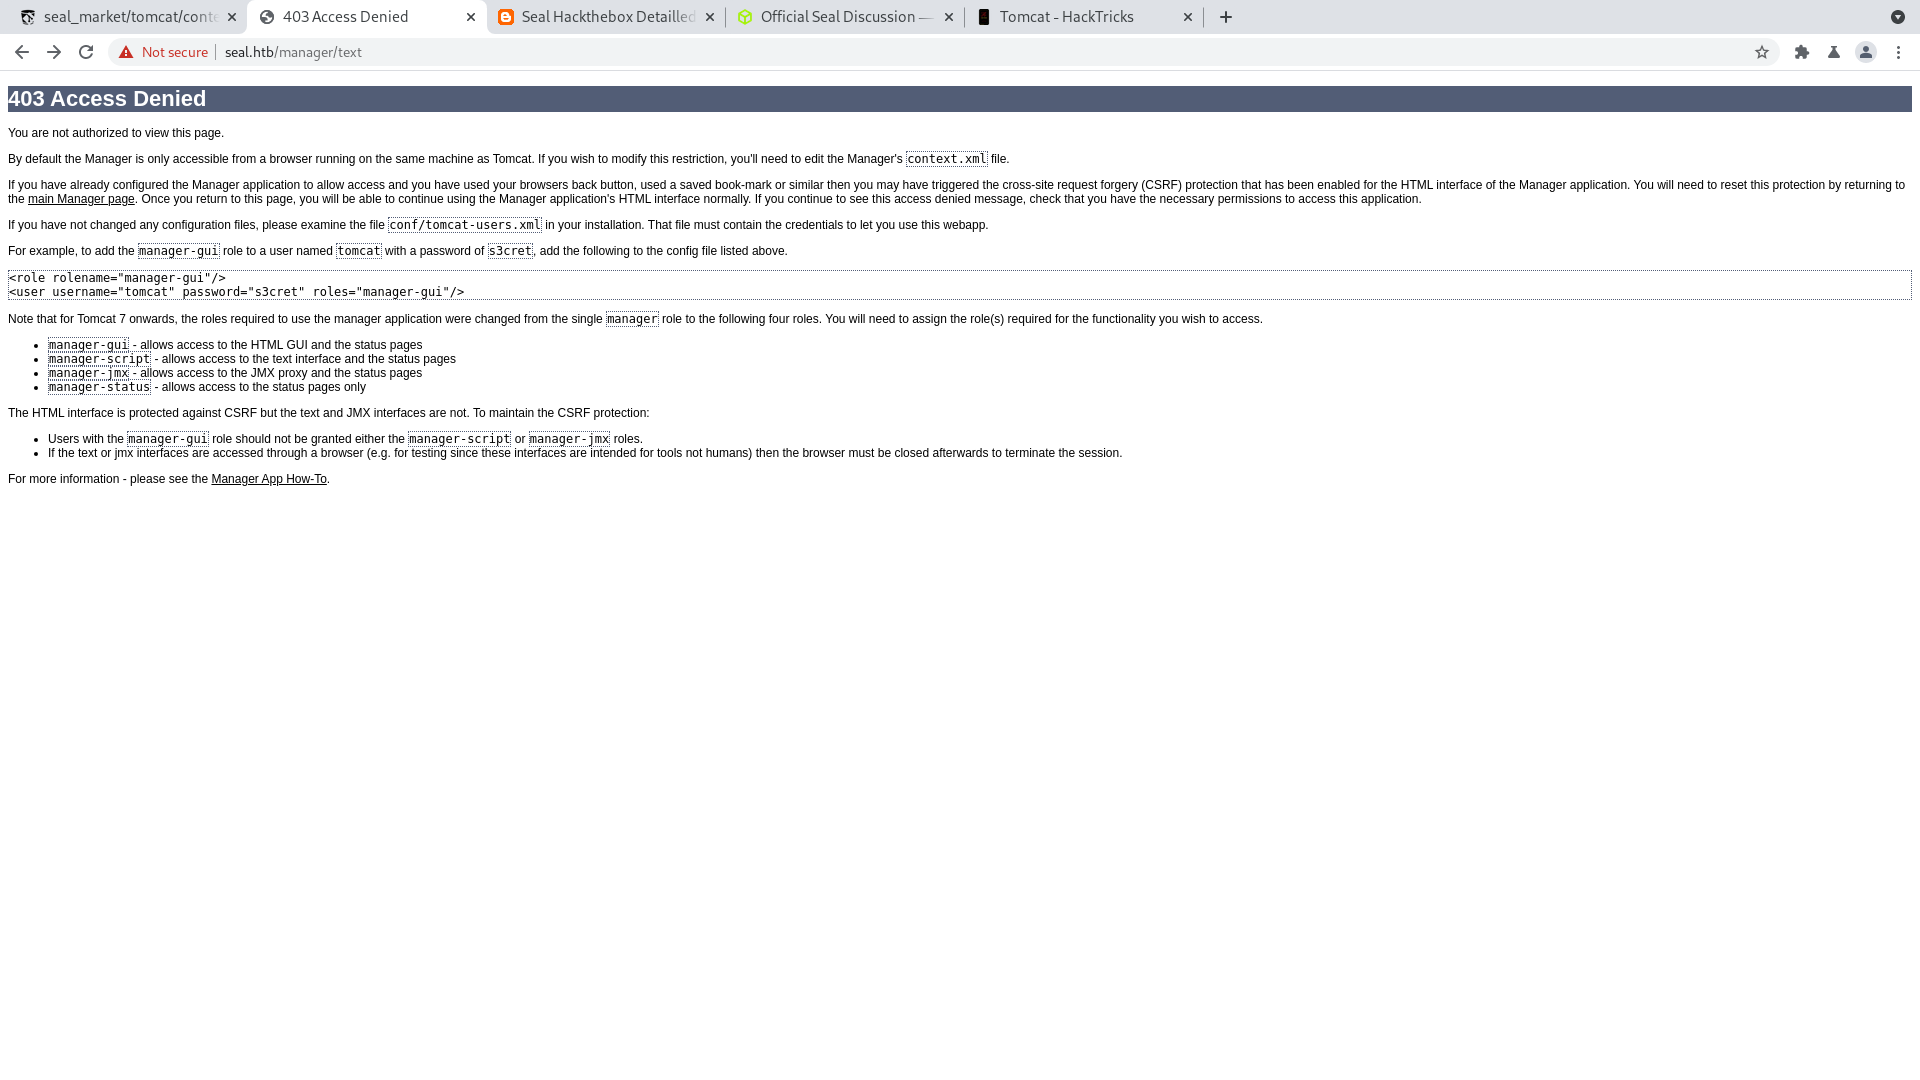 seal_market/tomcat/conte
403 Access Denied
Seal Hackthebox Detailled
Official Seal Discussion —
Tomcat - HackTricks
Not secure
seal.htb/manager/text
403 Access Denied
You are not authorized to view this page.
By default the Manager is only accessible from a browser running on the same machine as Tomcat. If you wish to modify this restriction, you'll need to edit the Manager's context.xml file.
If you have already configured the Manager application to allow access and you have used your browsers back button, used a saved book-mark or similar then you may have triggered the cross-site request forgery (CSRF) protection that has been enabled for the HTML interface of the Manager application. You will need to reset this protection by returning to
the main Manager page. Once you return to this page, you will be able to continue using the Manager application's HTML interface normally. If you continue to see this access denied message, check that you have the necessary permissions to access this application.
If you have not changed any configuration files, please examine the file conf/tomcat-users.xml in your installation. That file must contain the credentials to let you use this webapp.
For example, to add the manager-gui role to a user named tomcat with a password of s3cret, add the following to the config file listed above.
<role rolename="manager-gui"/>
<user username="tomcat" password="s3cret" roles="manager-gui"/>
Note that for Tomcat 7 onwards, the roles required to use the manager application were changed from the single manager role to the following four roles. You will need to assign the role(s) required for the functionality you wish to access.
• manager-gui - allows access to the HTML GUI and the status pages
• manager-script - allows access to the text interface and the status pages
• manager-jmx - allows access to the JMX proxy and the status pages
• manager-status - allows access to the status pages only
The HTML interface is protected against CSRF but the text and JMX interfaces are not. To maintain the CSRF protection:
• Users with the manager-gui role should not be granted either the manager-script or manager-jmx roles.
• If the text or jmx interfaces are accessed through a browser (e.g. for testing since these interfaces are intended for tools not humans) then the browser must be closed afterwards to terminate the session.
For more information - please see the Manager App How-To.